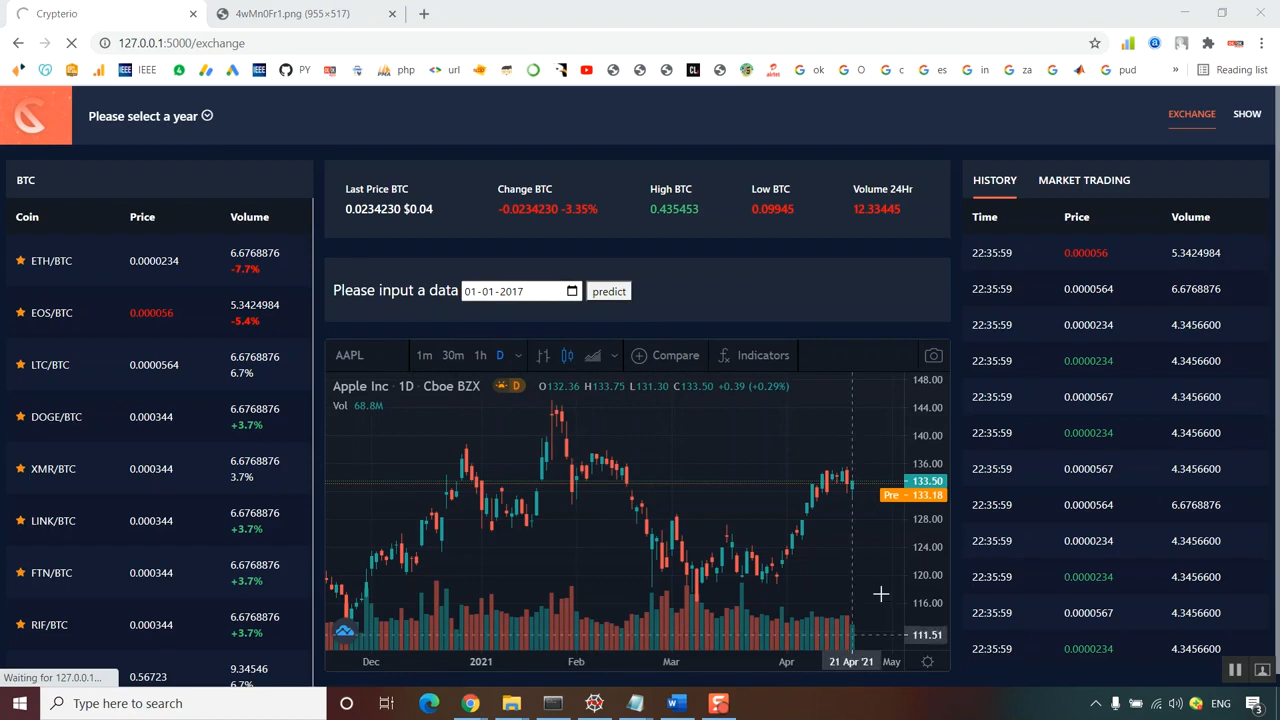 Crypterio
4wMn0Fr1.png (955×517)
127.0.0.1:5000/exchange
IEEE PY php url ok O c es in za pud » Reading list
Please select a year
EXCHANGE SHOW
BTC
Coin Price Volume
ETH/BTC 0.0000234 6.6768876
-7.7%
EOS/BTC 0.000056 5.3424984
-5.4%
LTC/BTC 0.0000564 6.6768876
6.7%
DOGE/BTC 0.000344 6.6768876
+3.7%
XMR/BTC 0.000344 6.6768876
3.7%
LINK/BTC 0.000344 6.6768876
+3.7%
FTN/BTC 0.000344 6.6768876
+3.7%
RIF/BTC 0.000344 6.6768876
+3.7%
0.56723 9.34546
6.7%
Waiting for 127.0.0.1...
Last Price BTC Change BTC High BTC Low BTC Volume 24Hr
0.0234230 $0.04 -0.0234230 -3.35% 0.435453 0.09945 12.33445
Please input a data 01-01-2017 predict
AAPL 1m 30m 1h D Compare Indicators
Apple Inc · 1D · Cboe BZX D O132.36 H133.75 L131.30 C133.50 +0.39 (+0.29%)
Vol 68.8M
148.00
144.00
140.00
136.00
133.50
Pre 133.18
128.00
124.00
120.00
116.00
111.51
Dec 2021 Feb Mar Apr 21 Apr '21 May
HISTORY MARKET TRADING
Time Price Volume
22:35:59 0.000056 5.3424984
22:35:59 0.0000564 6.6768876
22:35:59 0.0000234 4.3456600
22:35:59 0.0000234 4.3456600
22:35:59 0.0000567 4.3456600
22:35:59 0.0000234 4.3456600
22:35:59 0.0000567 4.3456600
22:35:59 0.0000564 6.6768876
22:35:59 0.0000234 4.3456600
22:35:59 0.0000234 4.3456600
22:35:59 0.0000567 4.3456600
22:35:59 0.0000234 4.3456600
Type here to search
ENG
3